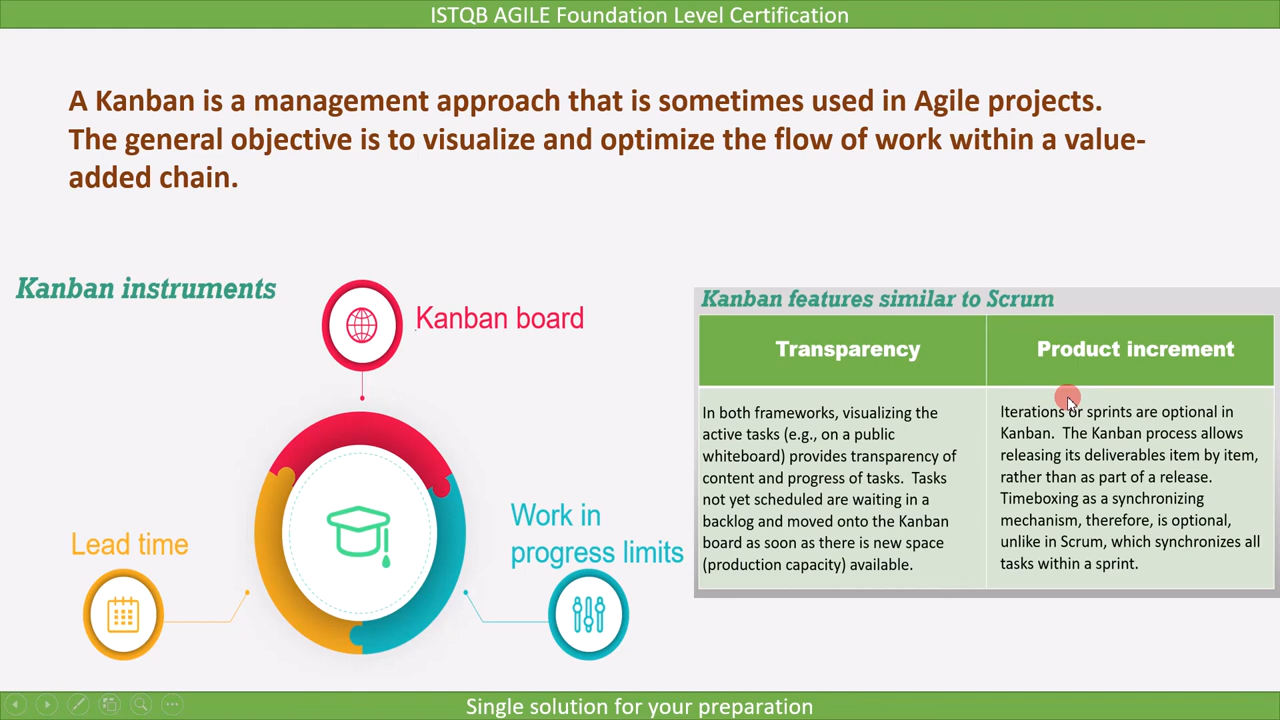 ISTQB AGILE Foundation Level Certification
A Kanban is a management approach that is sometimes used in Agile projects.
The general objective is to visualize and optimize the flow of work within a value-
added chain.
Kanban instruments
Kanban board
Lead time
Work in
progress limits
Kanban features similar to Scrum
Transparency
In both frameworks, visualizing the
active tasks (e.g., on a public
whiteboard) provides transparency of
content and progress of tasks. Tasks
not yet scheduled are waiting in a
backlog and moved onto the Kanban
board as soon as there is new space
(production capacity) available.
Product increment
Iterations or sprints are optional in
Kanban. The Kanban process allows
releasing its deliverables item by item,
rather than as part of a release.
Timeboxing as a synchronizing
mechanism, therefore, is optional,
unlike in Scrum, which synchronizes all
tasks within a sprint.
Single solution for your preparation